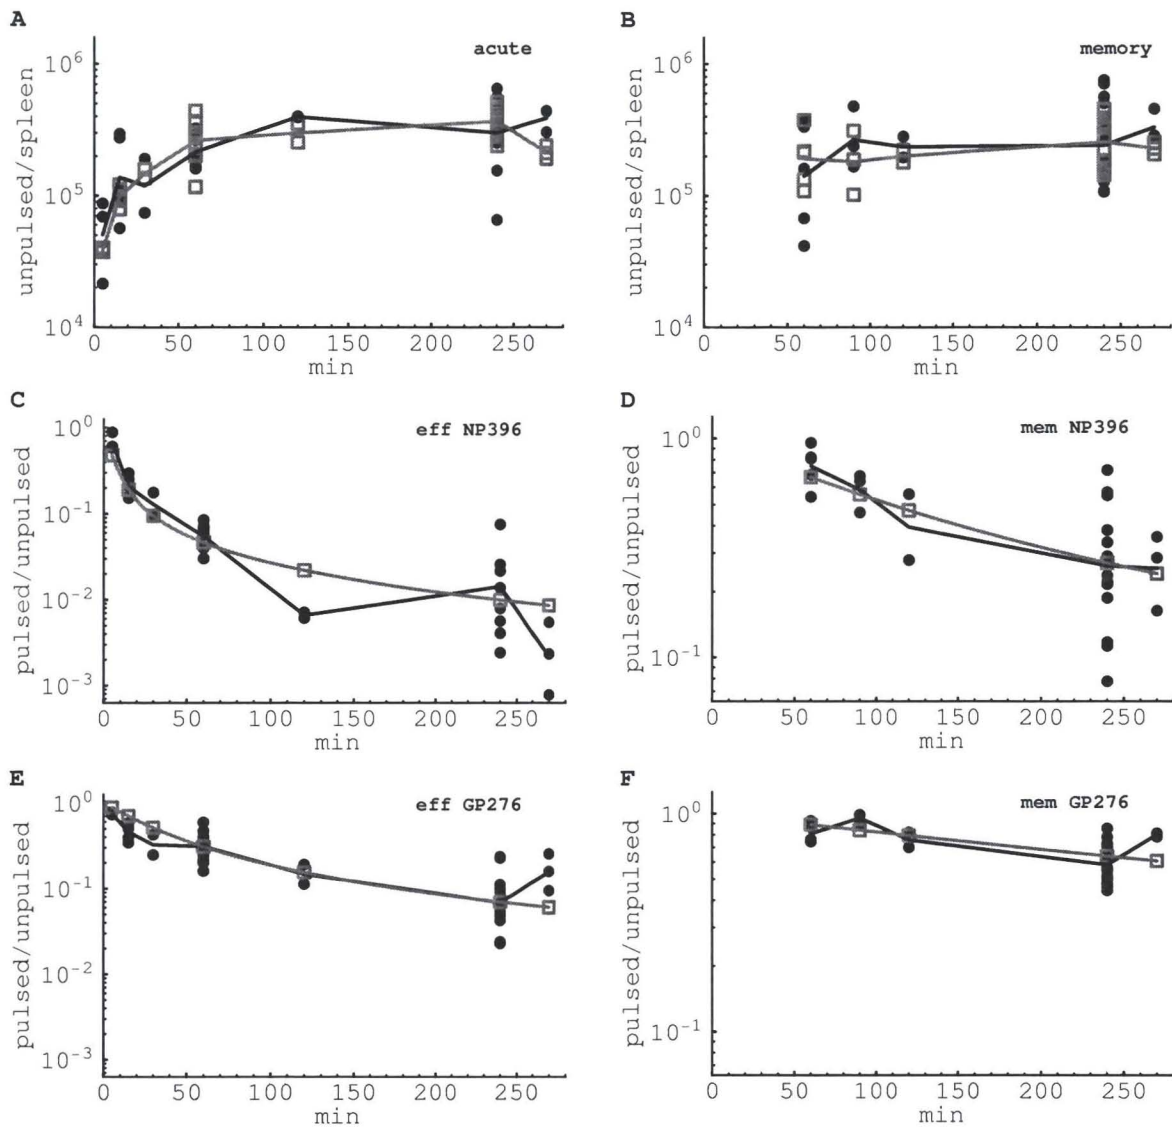 A
B
acute
memory
unpulsed/spleen
unpulsed/spleen
10^6
10^5
10^4
10^6
10^5
10^4
0 50 100 150 200 250
0 50 100 150 200 250
min
min
C
D
eff NP396
mem NP396
pulsed/unpulsed
pulsed/unpulsed
10^0
10^-1
10^-2
10^-3
10^0
10^-1
0 50 100 150 200 250
0 50 100 150 200 250
min
min
E
F
eff GP276
mem GP276
pulsed/unpulsed
pulsed/unpulsed
10^0
10^-1
10^-2
10^-3
10^0
10^-1
0 50 100 150 200 250
0 50 100 150 200 250
min
min